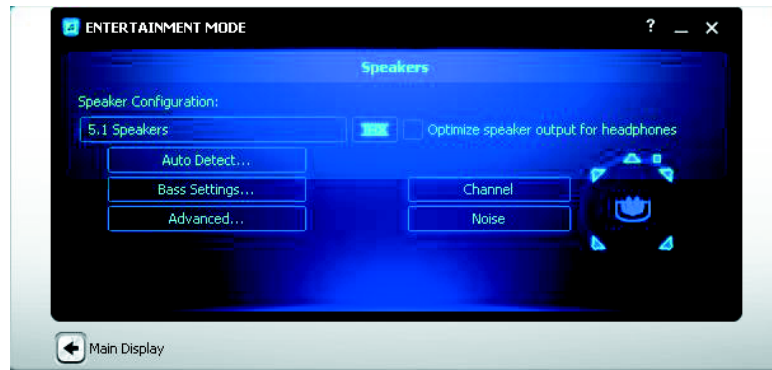 ENTERTAINMENT MODE ?
Speakers
Speaker Configuration:
5.1 Speakers
THX
Optimize speaker output for headphones
Auto Detect...
Bass Settings...
Channel
Advanced...
Noise
Main Display